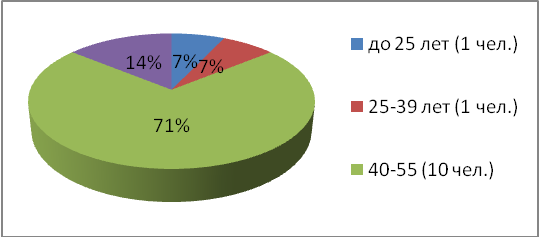 7%
7%
14%
71%
до 25 лет (1 чел.)
25-39 лет (1 чел.)
40-55 (10 чел.)